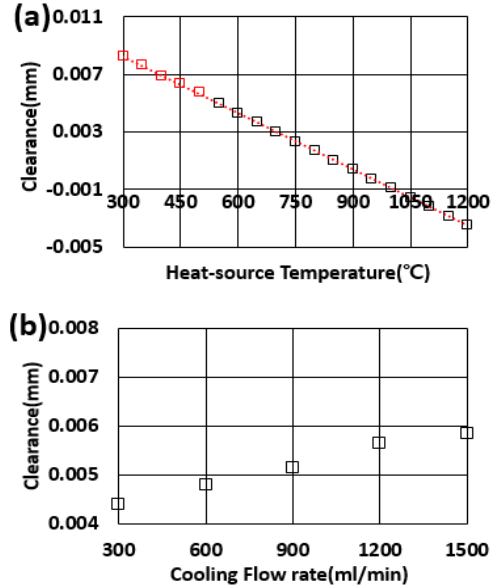 (a)
0.011
0.007
0.003
-0.001
-0.005
Clearance(mm)
300 450 600 750 900 1050 1200
Heat-source Temperature(℃)
(b)
0.008
0.007
0.006
0.005
0.004
Clearance(mm)
300 600 900 1200 1500
Cooling Flow rate(ml/min)